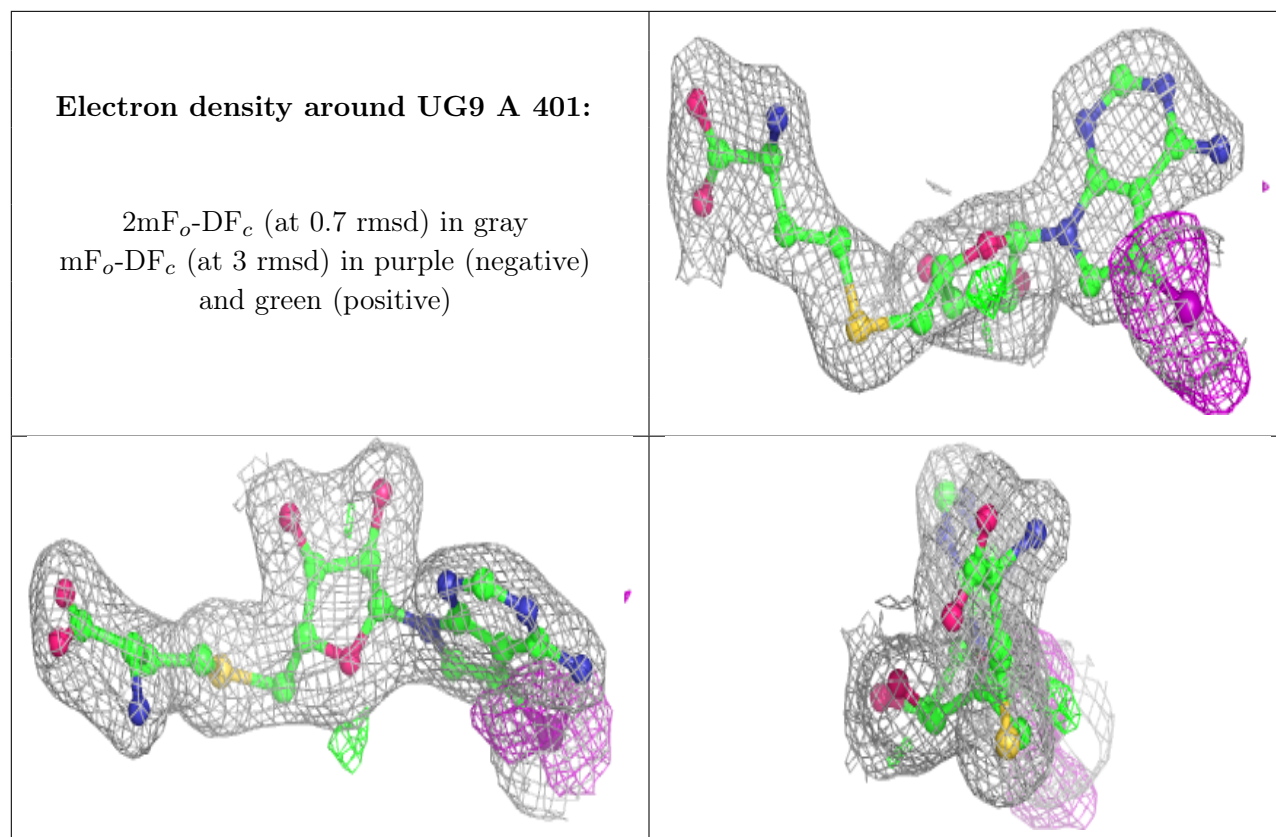 Electron density around UG9 A 401:
2mFₒ-DF𝒸 (at 0.7 rmsd) in gray
mFₒ-DF𝒸 (at 3 rmsd) in purple (negative)
and green (positive)